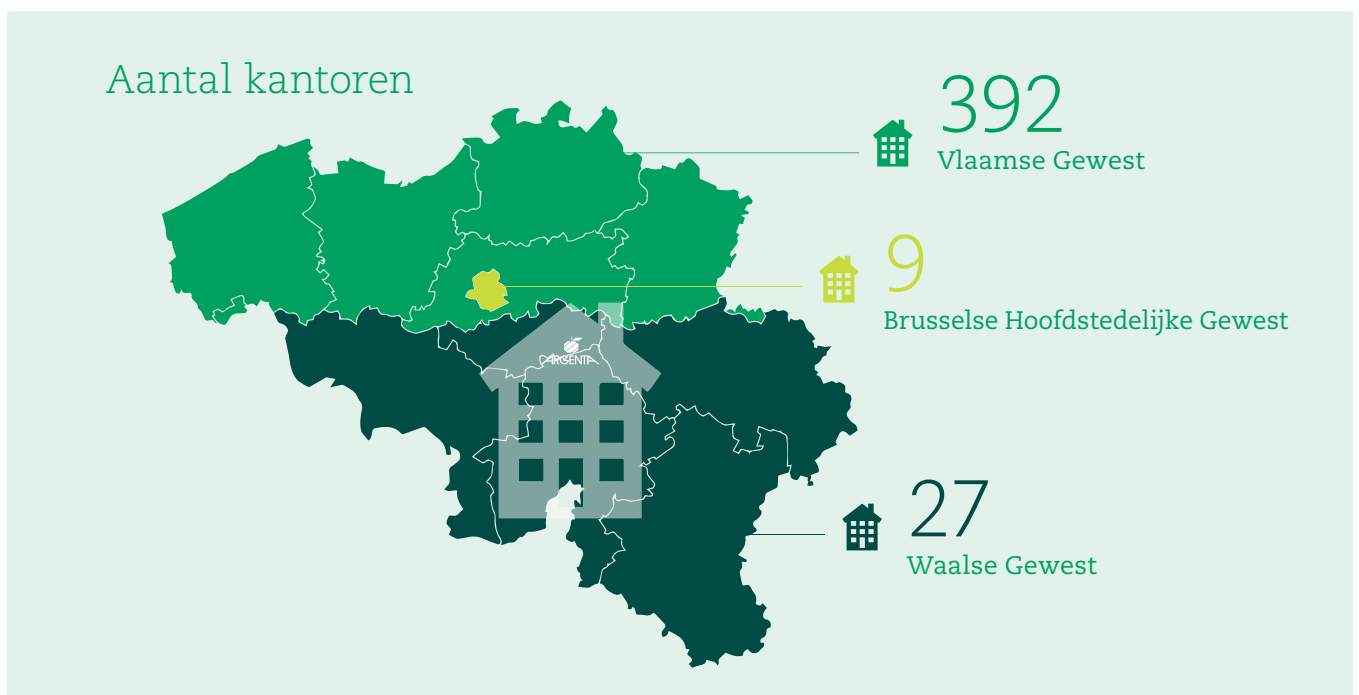 Aantal kantoren
392
Vlaamse Gewest
9
Brusselse Hoofdstedelijke Gewest
ARGENTA
27
Waalse Gewest